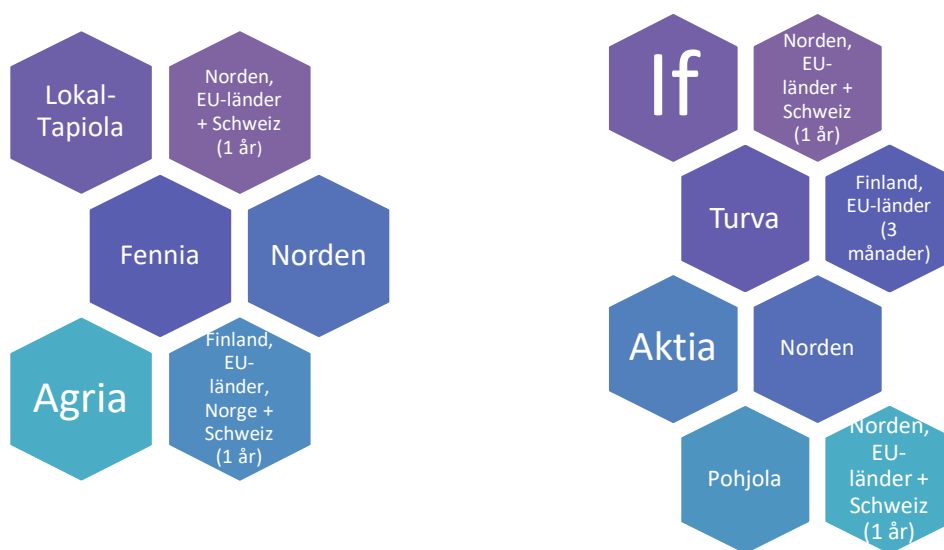 Lokal-
Tapiola
Norden,
EU-länder
+ Schweiz
(1 år)
Fennia
Norden
Agria
Finland,
EU-
länder,
Norge +
Schweiz
(1 år)
If
Norden,
EU-
länder +
Schweiz
(1 år)
Turva
Finland,
EU-länder
(3
månader)
Aktia
Norden
Pohjola
Norden,
EU-
länder +
Schweiz
(1 år)